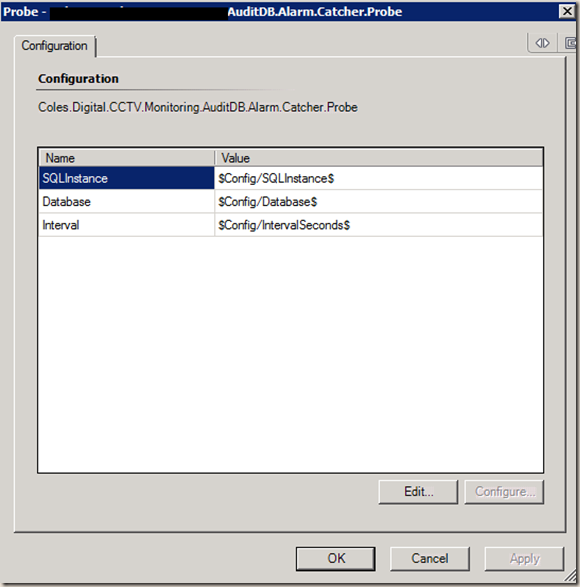 Probe - AuditDB.Alarm.Catcher.Probe
Configuration
Configuration
Coles.Digital.CCTV.Monitoring.AuditDB.Alarm.Catcher.Probe
Name Value
SQLInstance $Config/SQLInstance$
Database $Config/Database$
Interval $Config/IntervalSeconds$
Edit... Configure...
OK Cancel Apply